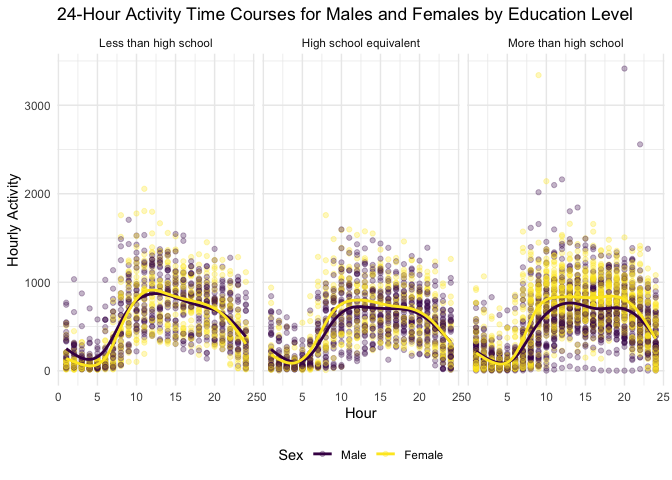 24-Hour Activity Time Courses for Males and Females by Education Level
Less than high school High school equivalent More than high school
Hourly Activity
3000
2000
1000
0
0 5 10 15 20 25 0 5 10 15 20 25 0 5 10 15 20 25
Hour
Sex Male Female